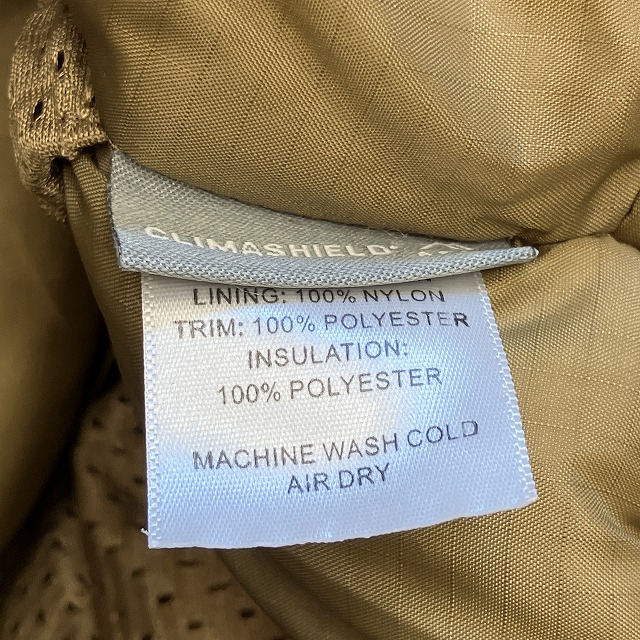 CLIMASHIELD
LINING: 100% NYLON
TRIM: 100% POLYESTER
INSULATION:
100% POLYESTER
MACHINE WASH COLD
AIR DRY